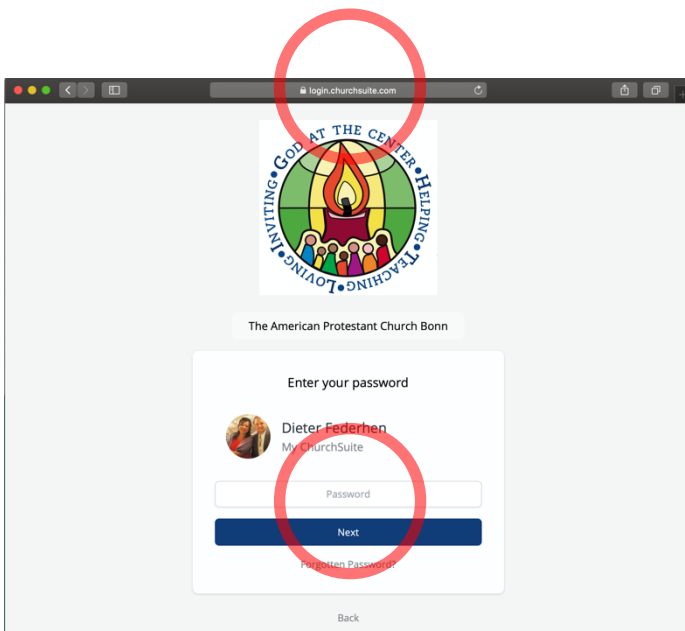 login.churchsuite.com
GOD AT THE CENTER • HELPING • TEACHING • LOVING • INVITING •
The American Protestant Church Bonn
Enter your password
Dieter Federhen
My ChurchSuite
Password
Next
Forgotten Password?
Back